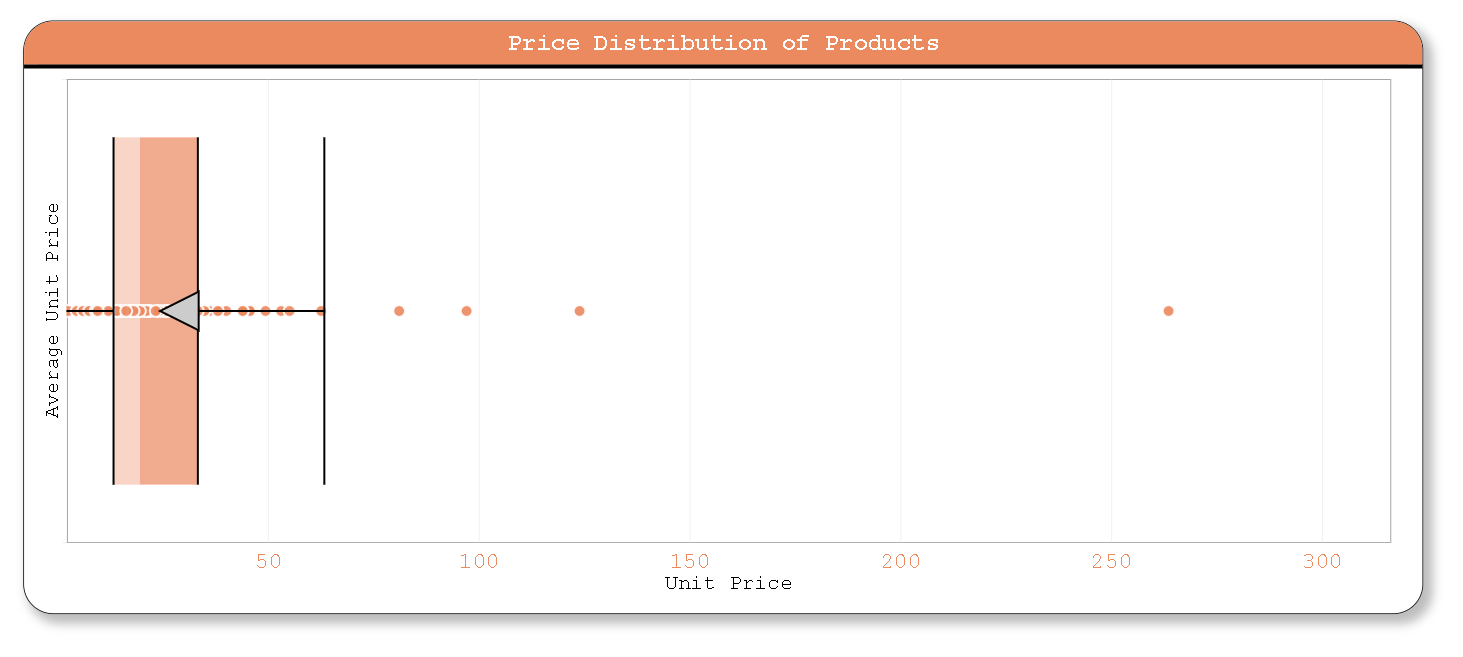 Price Distribution of Products
Average Unit Price
50 100 150 200 250 300
Unit Price